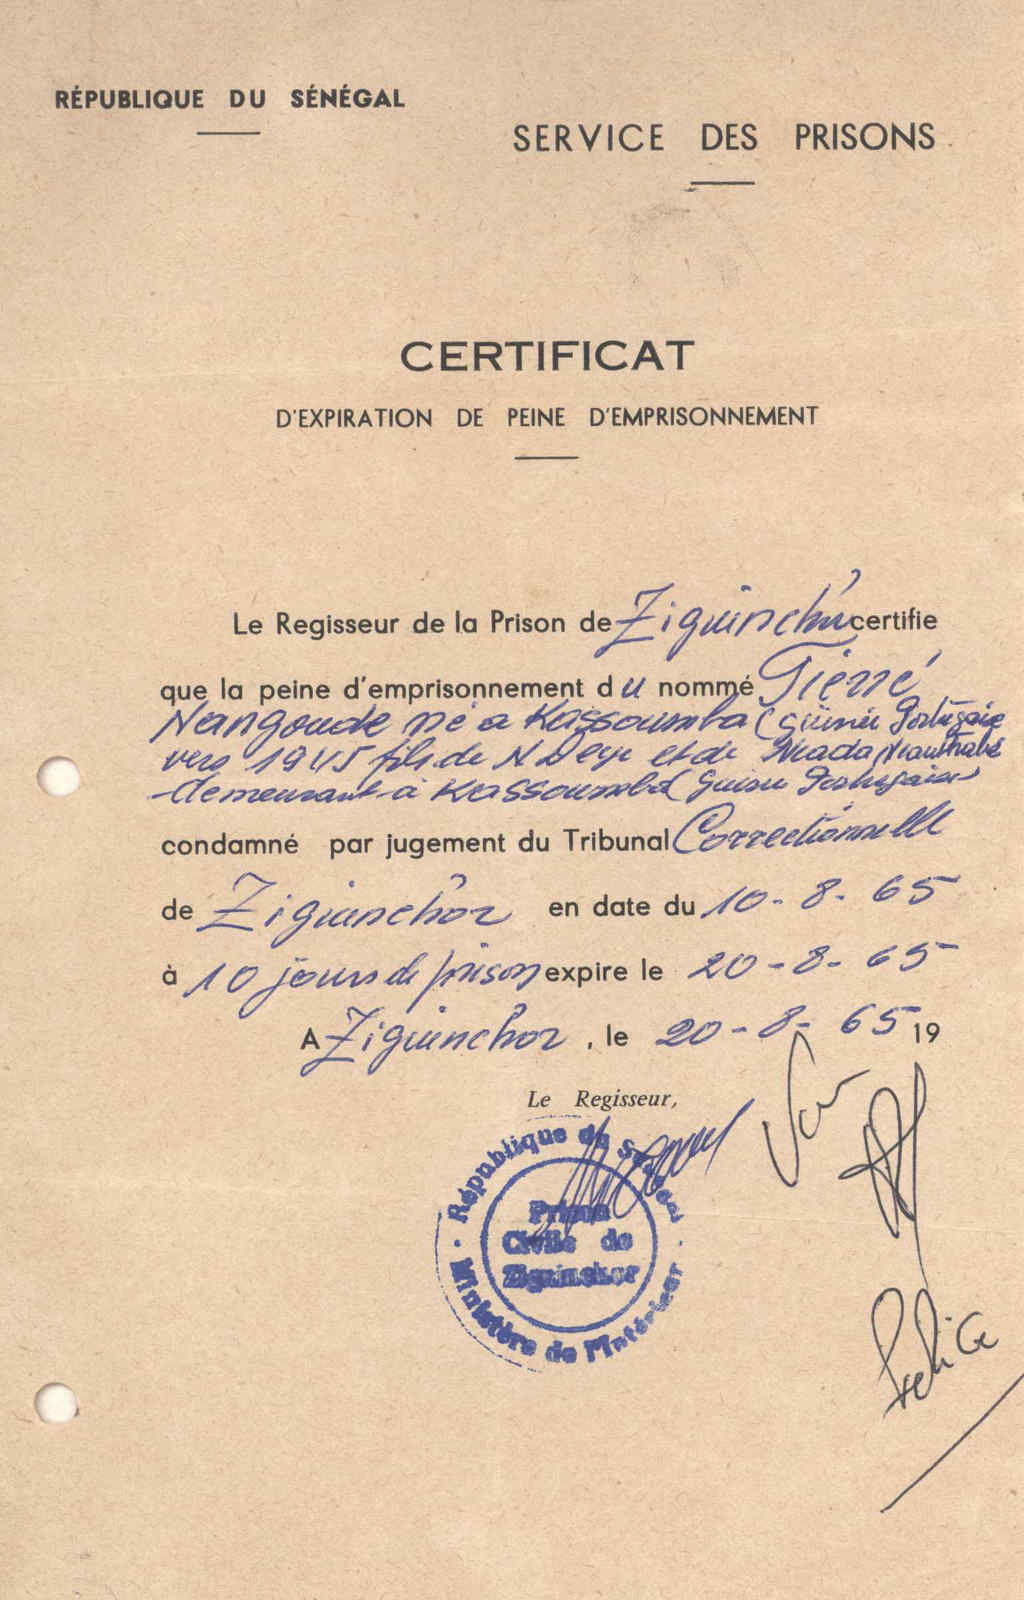 RÉPUBLIQUE DU SÉNÉGAL
SERVICE DES PRISONS
CERTIFICAT
D'EXPIRATION DE PEINE D'EMPRISONNEMENT
Le Regisseur de la Prison de Ziguinchor certifie
que la peine d'emprisonnement du nommé
Nangoude né a Kassoumba (Guinée Portugaise
vers 1945 fils de N'Deye et de
demeurant à Kassoumba (Guinée Portugaise)
condamné par jugement du Tribunal Correctionnelle
de Ziguinchor en date du 10-8-65
à 10 jours de prison expire le 20-8-65
A Ziguinchor, le 20-8-65 19
Le Regisseur,
République du Sénégal
Prison
Civile de
Ziguinchor
Ministère de l'Intérieur
Vu
Police